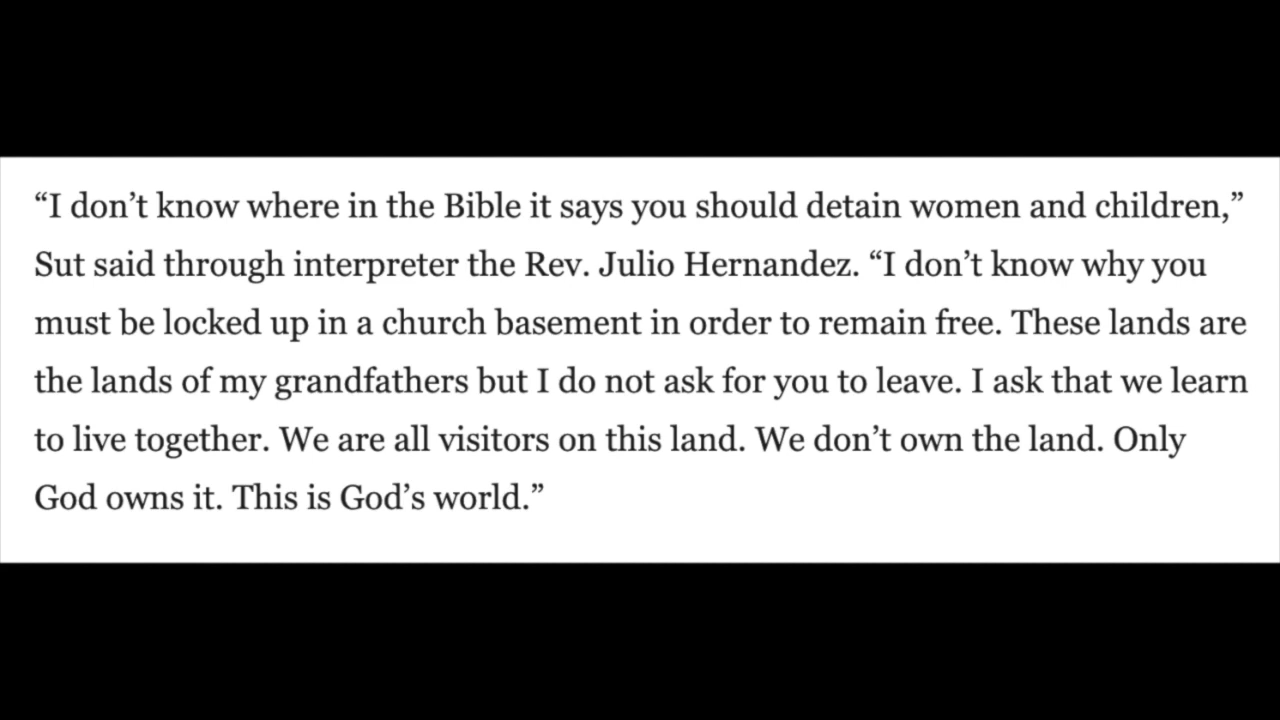 “I don’t know where in the Bible it says you should detain women and children,”
Sut said through interpreter the Rev. Julio Hernandez. “I don’t know why you
must be locked up in a church basement in order to remain free. These lands are
the lands of my grandfathers but I do not ask for you to leave. I ask that we learn
to live together. We are all visitors on this land. We don’t own the land. Only
God owns it. This is God’s world.”